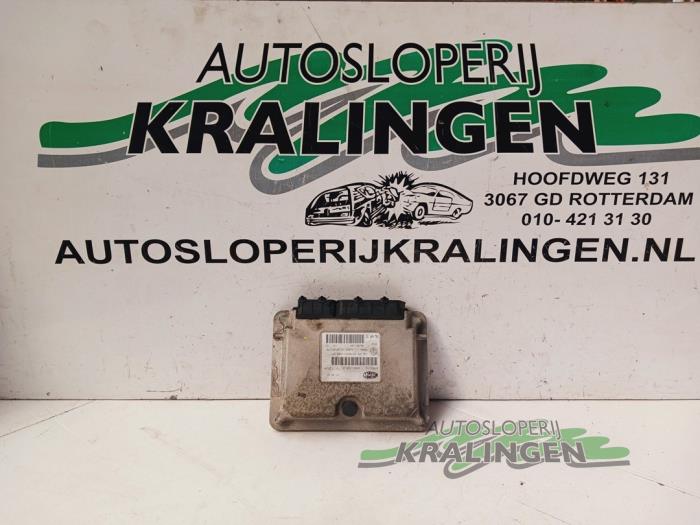 AUTOSLOPERIJ
KRALINGEN
HOOFDWEG 131
3067 GD ROTTERDAM
010- 421 31 30
AUTOSLOPERIJKRALINGEN.NL
AUTOSLOPERIJ
KRALINGEN